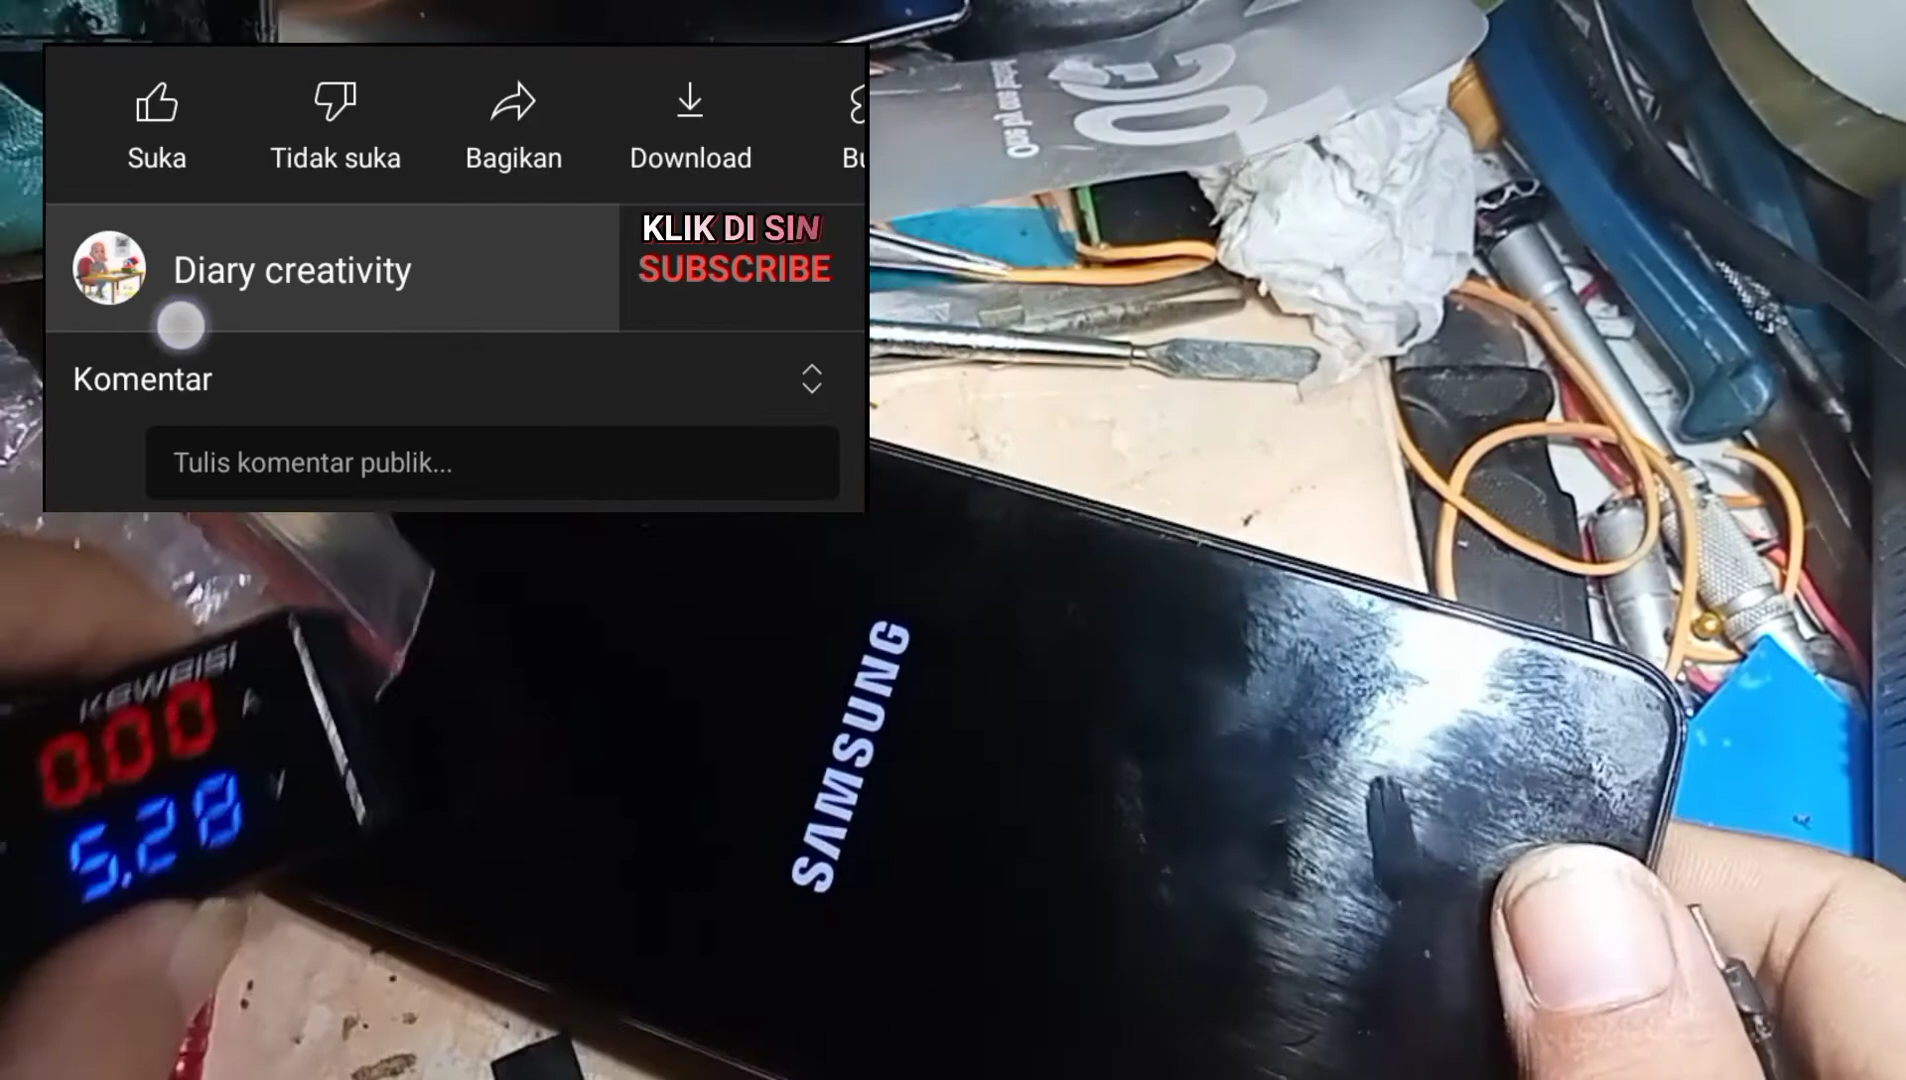 Suka
Tidak suka
Bagikan
Download
Bu
Diary creativity
KLIK DI SIN
SUBSCRIBE
Komentar
Tulis komentar publik...
KEWEISI
0.00 A
5.28 V
SAMSUNG